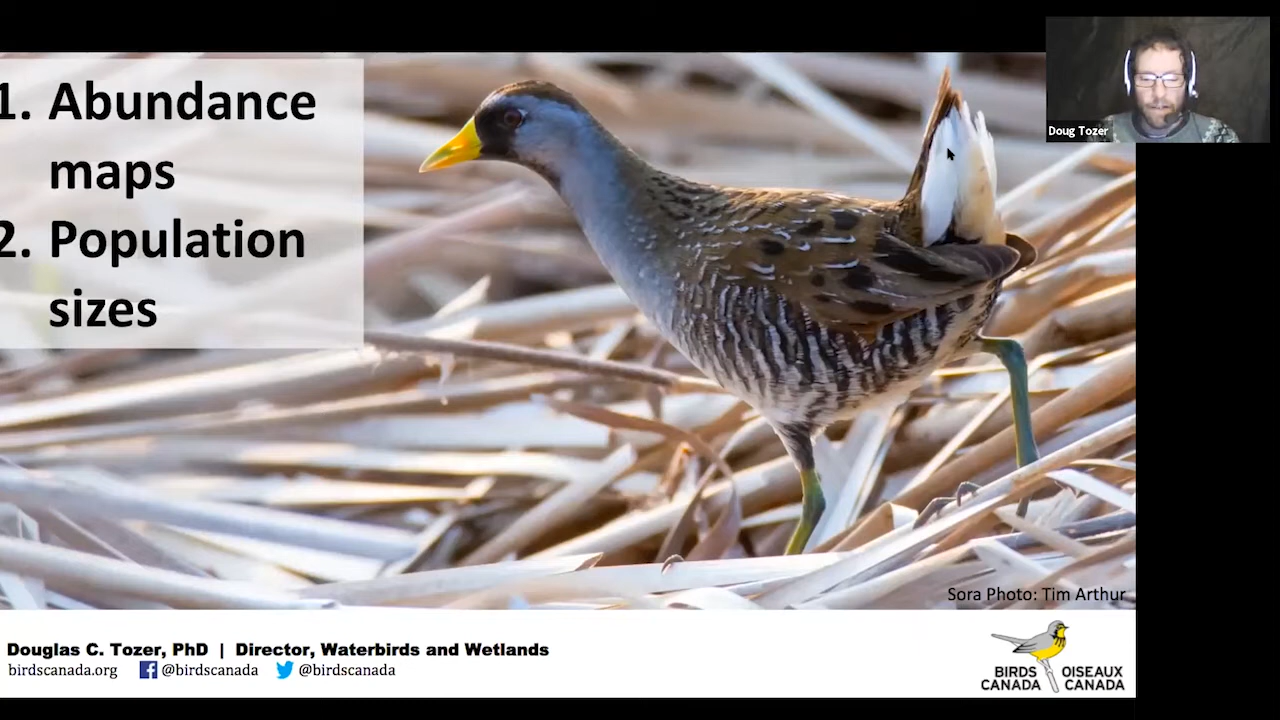 1. Abundance
maps
2. Population
sizes
Doug Tozer
Sora Photo: Tim Arthur
Douglas C. Tozer, PhD | Director, Waterbirds and Wetlands
birdscanada.org @birdscanada @birdscanada
BIRDS CANADA
OISEAUX CANADA